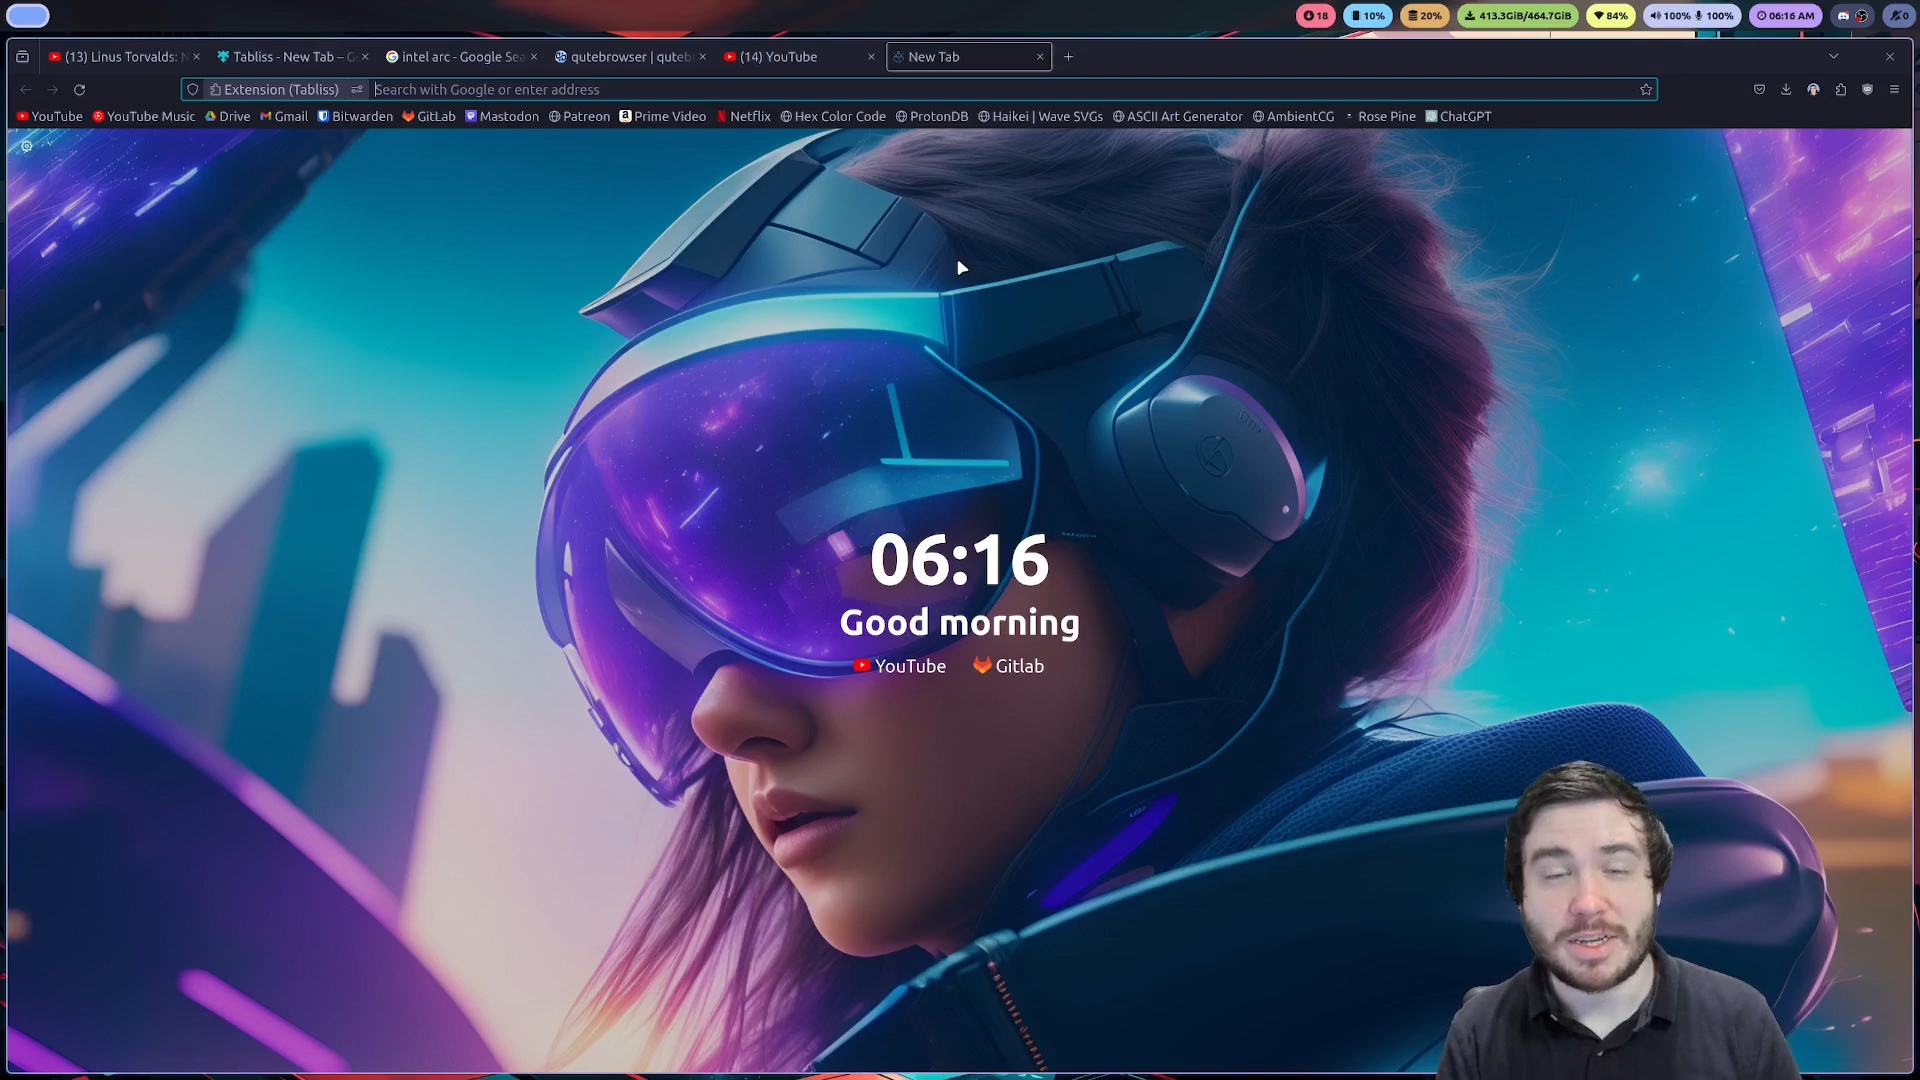 18 10% 20% 413.3GiB/464.7GiB 84% 100% 100% 06:16 AM 0
(13) Linus Torvalds: N Tabliss - New Tab – Go intel arc - Google Sea qutebrowser | qutebr (14) YouTube New Tab
Extension (Tabliss) Search with Google or enter address
YouTube YouTube Music Drive Gmail Bitwarden GitLab Mastodon Patreon Prime Video Netflix Hex Color Code ProtonDB Haikei | Wave SVGs ASCII Art Generator AmbientCG Rose Pine ChatGPT
06:16
Good morning
YouTube Gitlab